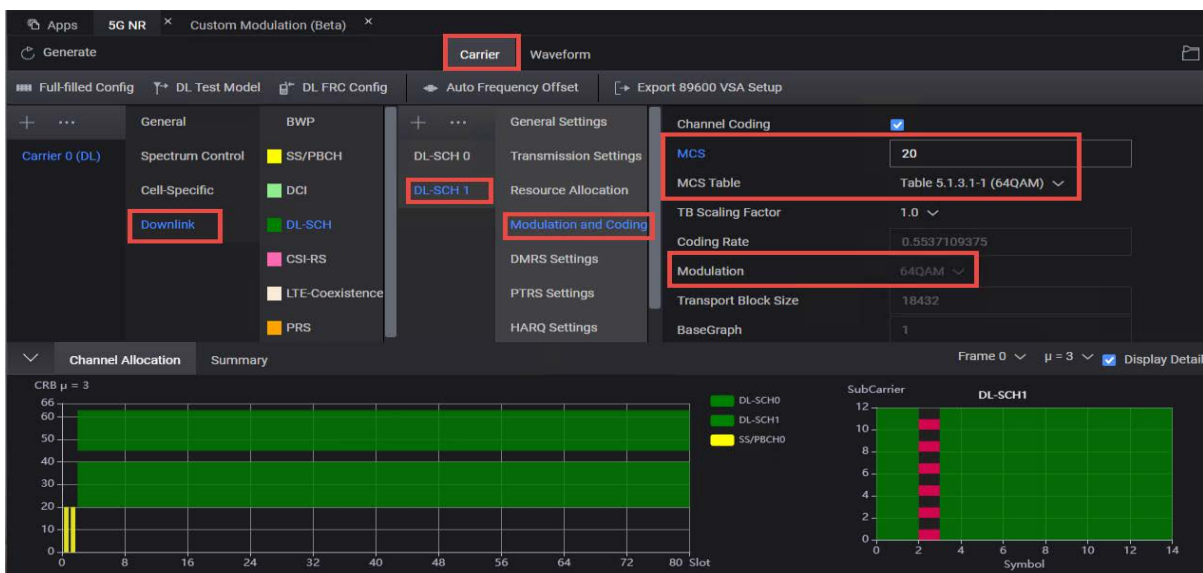 Apps 5G NR × Custom Modulation (Beta) ×
Generate Carrier Waveform
Full-filled Config DL Test Model DL FRC Config Auto Frequency Offset Export 89600 VSA Setup
+ ... General BWP + ... General Settings Channel Coding
Carrier 0 (DL) Spectrum Control SS/PBCH DL-SCH 0 Transmission Settings MCS 20
Cell-Specific DCI DL-SCH 1 Resource Allocation MCS Table Table 5.1.3.1-1 (64QAM)
Downlink DL-SCH Modulation and Coding TB Scaling Factor 1.0
CSI-RS DMRS Settings Coding Rate 0.5537109375
LTE-Coexistence PTRS Settings Modulation 64QAM
PRS HARQ Settings Transport Block Size 18432
BaseGraph 1
Channel Allocation Summary Frame 0 μ = 3 Display Detail
CRB μ = 3
66
60
50
40
30
20
10
0
0 8 16 24 32 40 48 56 64 72 80 Slot
DL-SCH0
DL-SCH1
SS/PBCH0
SubCarrier DL-SCH1
12
10
8
6
4
2
0
0 2 4 6 8 10 12 14
Symbol